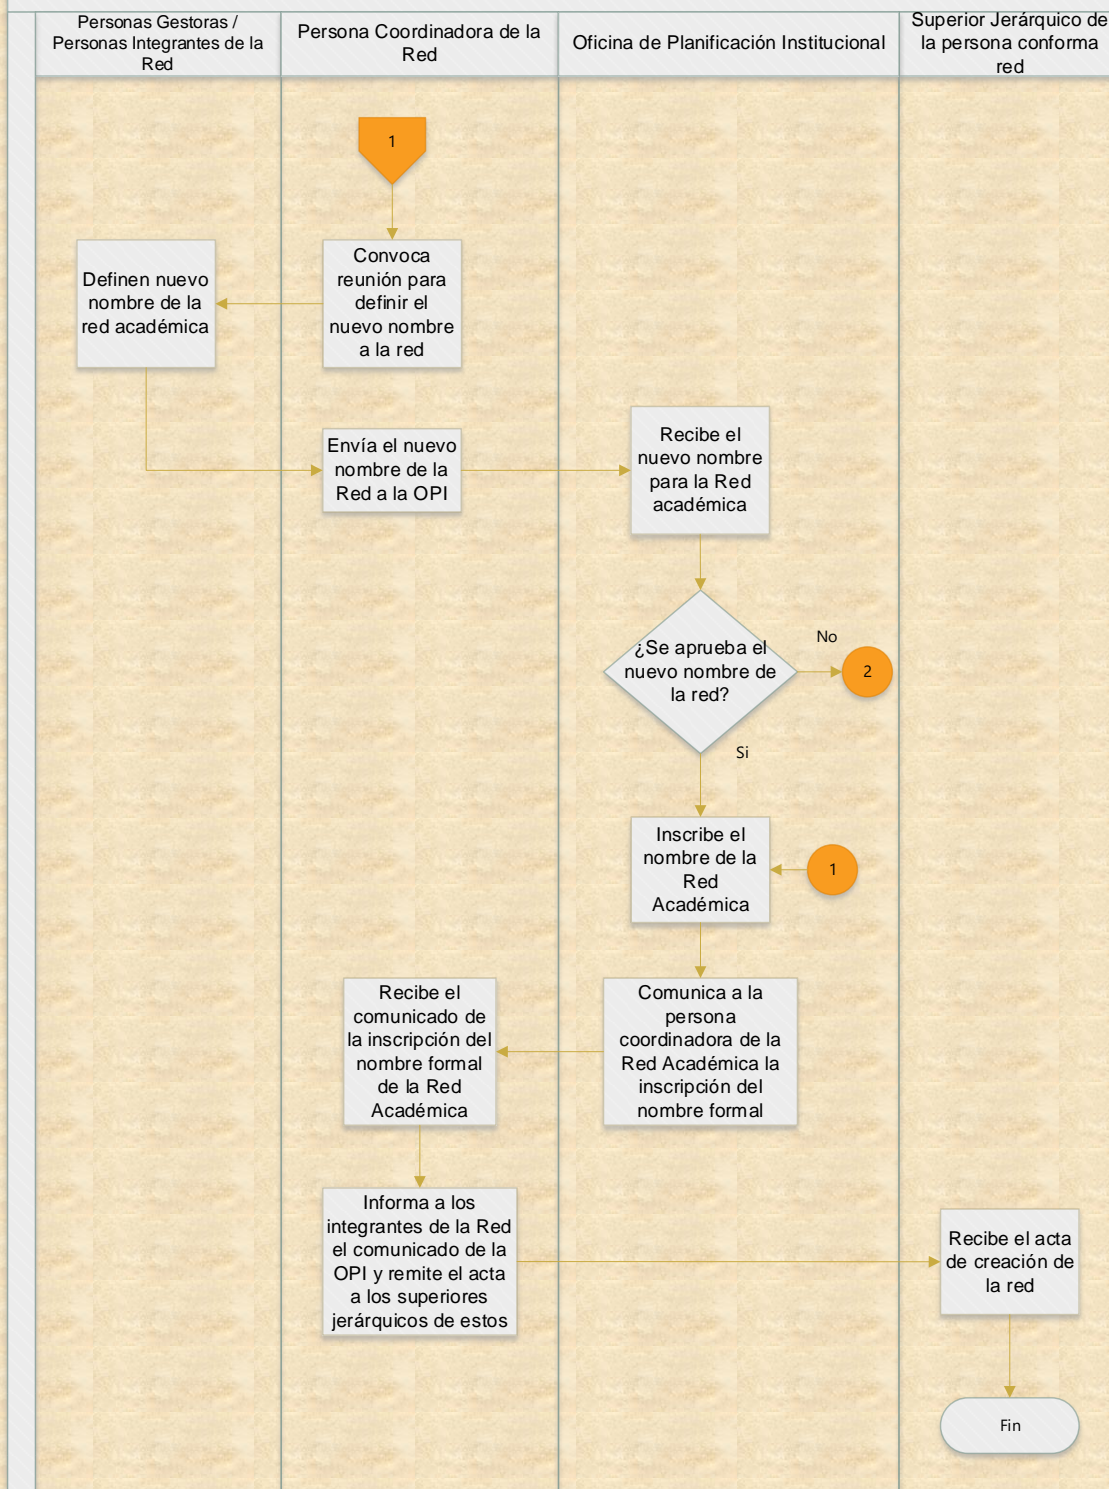 Personas Gestoras /
Personas Integrantes de la
Red
Persona Coordinadora de la
Red
Oficina de Planificación Institucional
Superior Jerárquico de
la persona conforma
red
1
Convoca
reunión para
definir el
nuevo nombre
a la red
Definen nuevo
nombre de la
red académica
Envía el nuevo
nombre de la
Red a la OPI
Recibe el
nuevo nombre
para la Red
académica
¿Se aprueba el
nuevo nombre de
la red?
No
2
Si
Inscribe el
nombre de la
Red
Académica
1
Comunica a la
persona
coordinadora de la
Red Académica la
inscripción del
nombre formal
Recibe el
comunicado de
la inscripción del
nombre formal
de la Red
Académica
Informa a los
integrantes de la Red
el comunicado de la
OPI y remite el acta
a los superiores
jerárquicos de estos
Recibe el acta
de creación de
la red
Fin